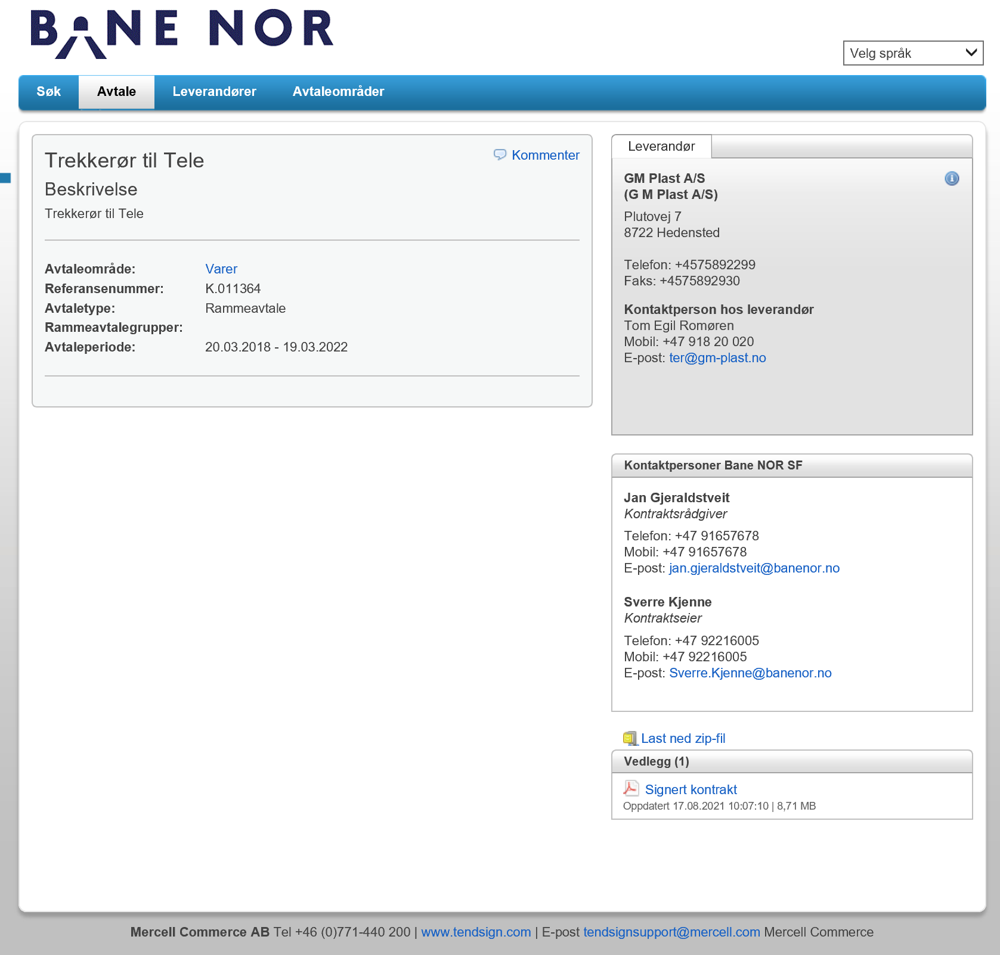 BANE NOR
Velg språk
Søk Avtale Leverandører Avtaleområder
Trekkerør til Tele
Kommenter
Beskrivelse
Trekkerør til Tele
Avtaleområde: Varer
Referansenummer: K.011364
Avtaletype: Rammeavtale
Rammeavtalegrupper:
Avtaleperiode: 20.03.2018 - 19.03.2022
Leverandør
GM Plast A/S
(G M Plast A/S)
Plutovej 7
8722 Hedensted
Telefon: +4575892299
Faks: +4575892930
Kontaktperson hos leverandør
Tom Egil Romøren
Mobil: +47 918 20 020
E-post: ter@gm-plast.no
Kontaktpersoner Bane NOR SF
Jan Gjeraldstveit
Kontraktsrådgiver
Telefon: +47 91657678
Mobil: +47 91657678
E-post: jan.gjeraldstveit@banenor.no
Sverre Kjenne
Kontraktseier
Telefon: +47 92216005
Mobil: +47 92216005
E-post: Sverre.Kjenne@banenor.no
Last ned zip-fil
Vedlegg (1)
Signert kontrakt
Oppdatert 17.08.2021 10:07:10 | 8,71 MB
Mercell Commerce AB Tel +46 (0)771-440 200 | www.tendsign.com | E-post tendsignsupport@mercell.com Mercell Commerce